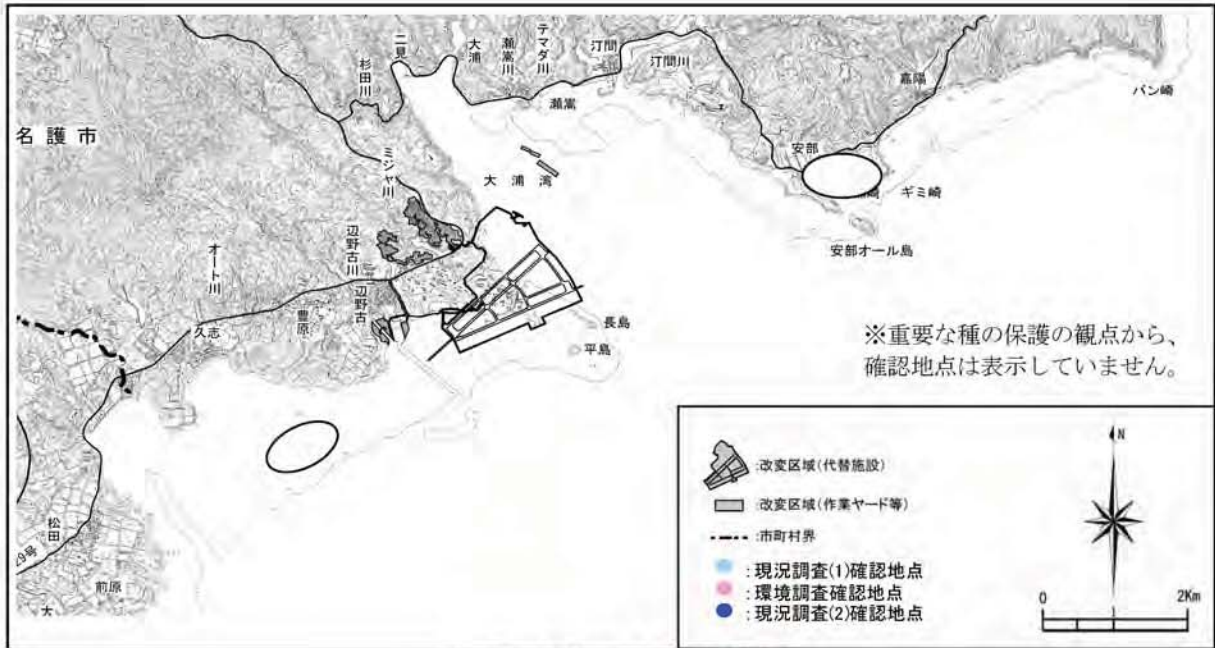 名護市
杉田川
二見
大浦
瀬嵩川
テマダ川
汀間
汀間川
瀬嵩
嘉陽
バン崎
安部
ギミ崎
安部オール島
大浦湾
ミジャ川
辺野古川
辺野古
オート川
久志
豊原
長島
平島
松田
前原
29号
※重要な種の保護の観点から、
確認地点は表示していません。
:改変区域(代替施設)
:改変区域(作業ヤード等)
:市町村界
:現況調査(1)確認地点
:環境調査確認地点
:現況調査(2)確認地点
N
0 2Km